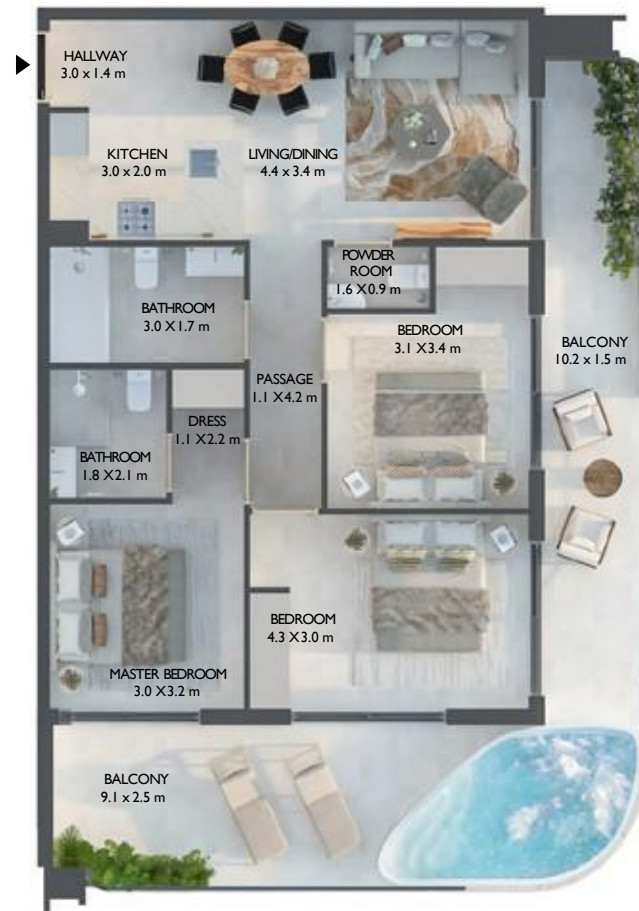 HALLWAY
3.0 x 1.4 m
KITCHEN
3.0 x 2.0 m
LIVING/DINING
4.4 x 3.4 m
POWDER
ROOM
1.6 X 0.9 m
BATHROOM
3.0 X 1.7 m
BEDROOM
3.1 X 3.4 m
BALCONY
10.2 x 1.5 m
PASSAGE
1.1 X 4.2 m
DRESS
1.1 X 2.2 m
BATHROOM
1.8 X 2.1 m
BEDROOM
4.3 X 3.0 m
MASTER BEDROOM
3.0 X 3.2 m
BALCONY
9.1 x 2.5 m